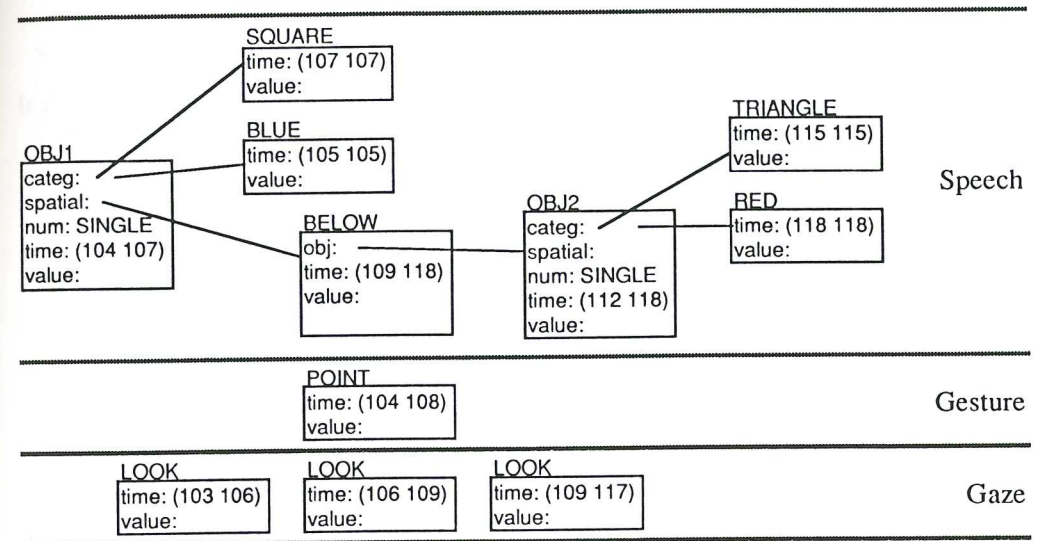 SQUARE
time: (107 107)
value:
BLUE
time: (105 105)
value:
OBJ1
categ:
spatial:
num: SINGLE
time: (104 107)
value:
BELOW
obj:
time: (109 118)
value:
OBJ2
categ:
spatial:
num: SINGLE
time: (112 118)
value:
TRIANGLE
time: (115 115)
value:
RED
time: (118 118)
value:
Speech
POINT
time: (104 108)
value:
Gesture
LOOK
time: (103 106)
value:
LOOK
time: (106 109)
value:
LOOK
time: (109 117)
value:
Gaze